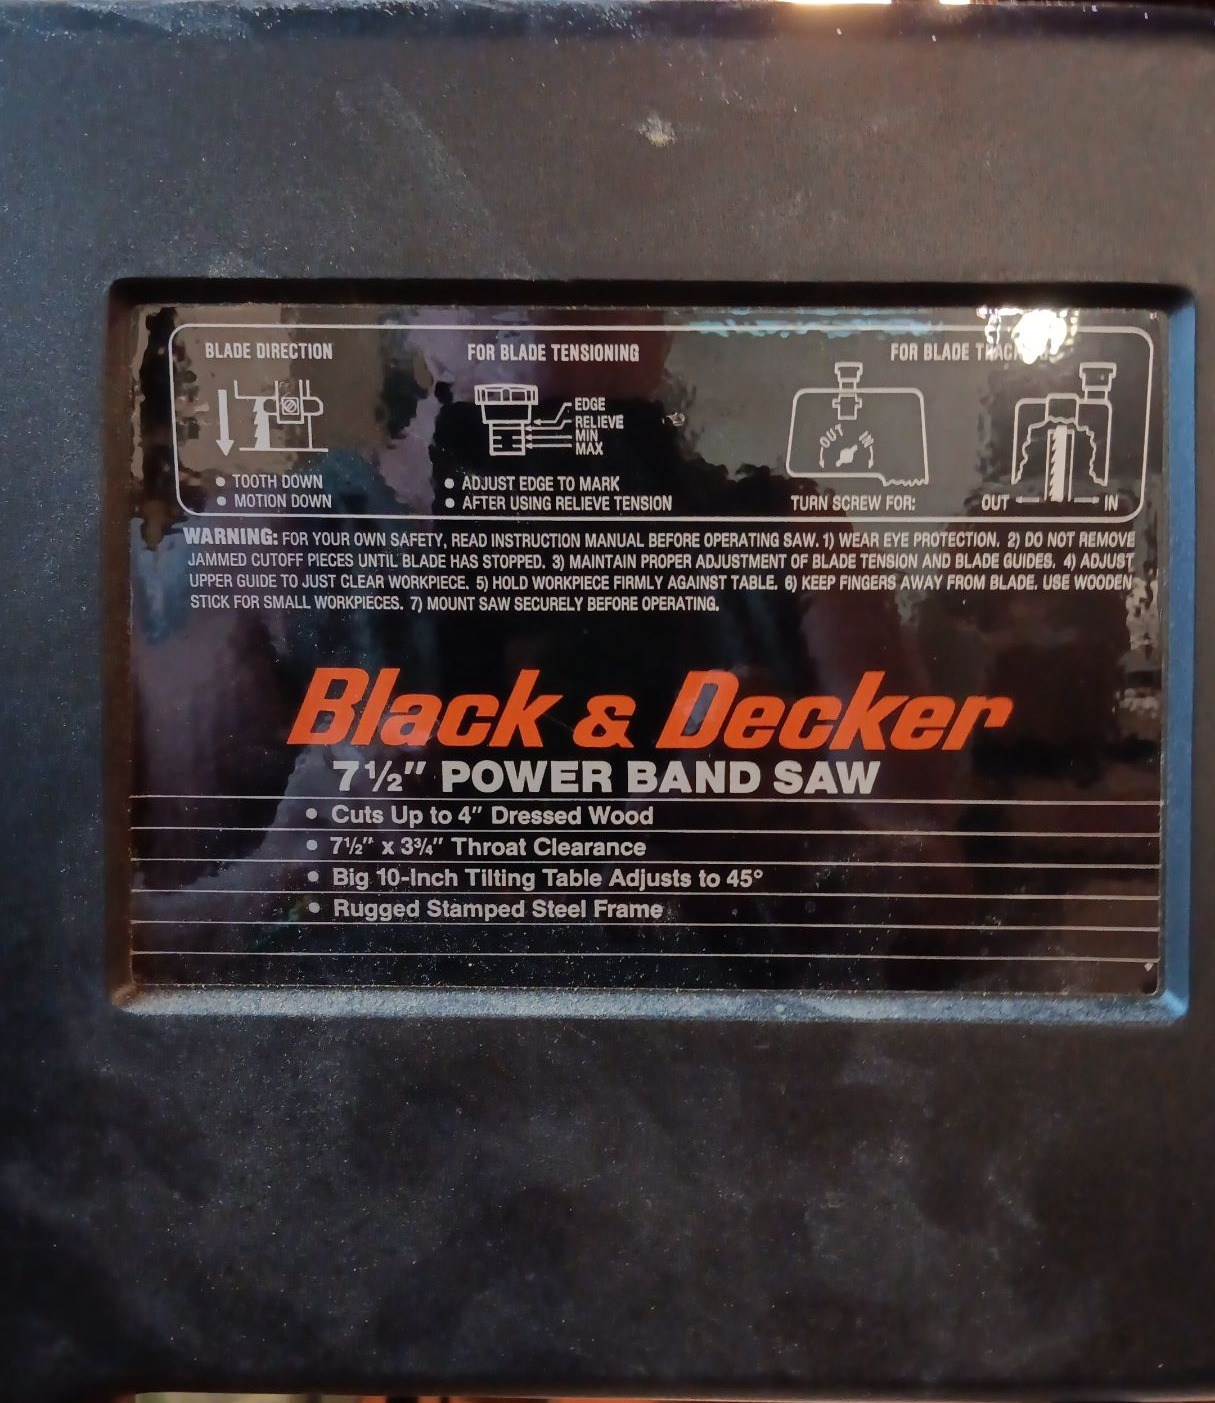 BLADE DIRECTION
TOOTH DOWN
MOTION DOWN
FOR BLADE TENSIONING
EDGE
RELIEVE
MIN
MAX
ADJUST EDGE TO MARK
AFTER USING RELIEVE TENSION
FOR BLADE
OUT IN
TURN SCREW FOR:
OUT IN
WARNING: FOR YOUR OWN SAFETY, READ INSTRUCTION MANUAL BEFORE OPERATING SAW. 1) WEAR EYE PROTECTION. 2) DO NOT REMOVE
JAMMED CUTOFF PIECES UNTIL BLADE HAS STOPPED. 3) MAINTAIN PROPER ADJUSTMENT OF BLADE TENSION AND BLADE GUIDES. 4) ADJUST
UPPER GUIDE TO JUST CLEAR WORKPIECE. 5) HOLD WORKPIECE FIRMLY AGAINST TABLE. 6) KEEP FINGERS AWAY FROM BLADE. USE WOODEN
STICK FOR SMALL WORKPIECES. 7) MOUNT SAW SECURELY BEFORE OPERATING.
Black & Decker
7½" POWER BAND SAW
• Cuts Up to 4" Dressed Wood
• 7½" x 3¾" Throat Clearance
• Big 10-Inch Tilting Table Adjusts to 45°
• Rugged Stamped Steel Frame